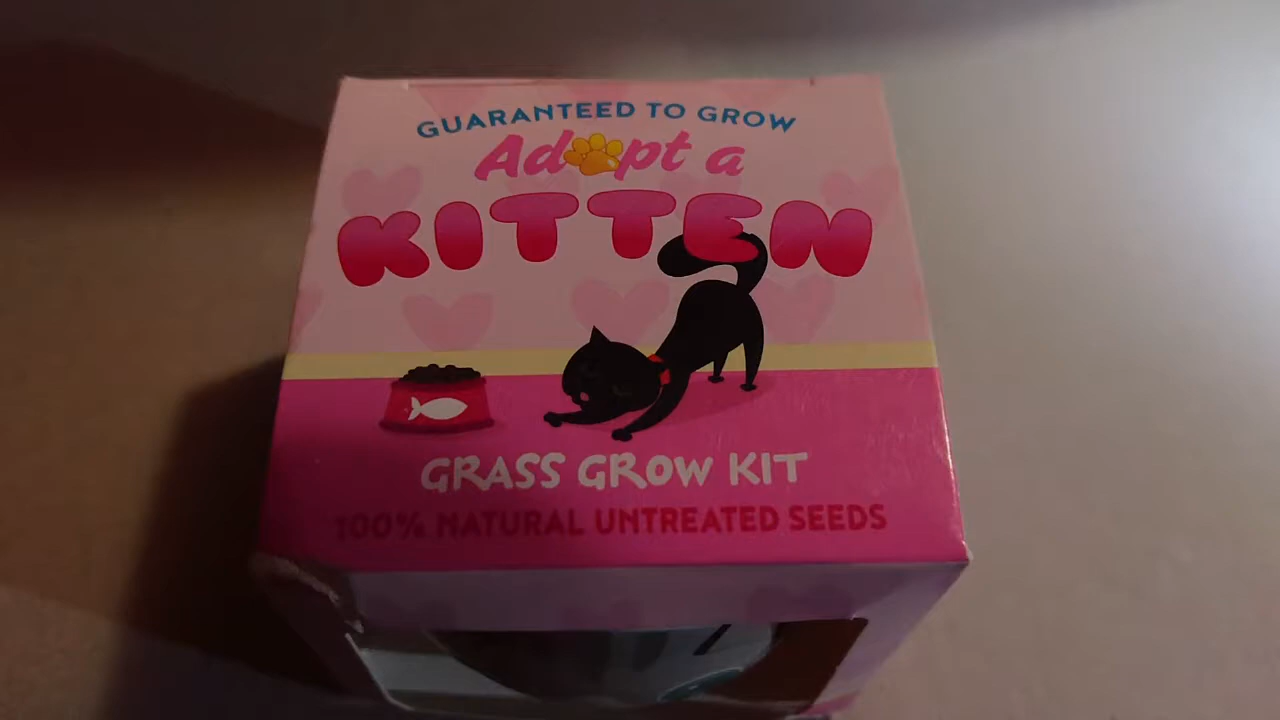 GUARANTEED TO GROW
Adopt a
KITTEN
GRASS GROW KIT
100% NATURAL UNTREATED SEEDS